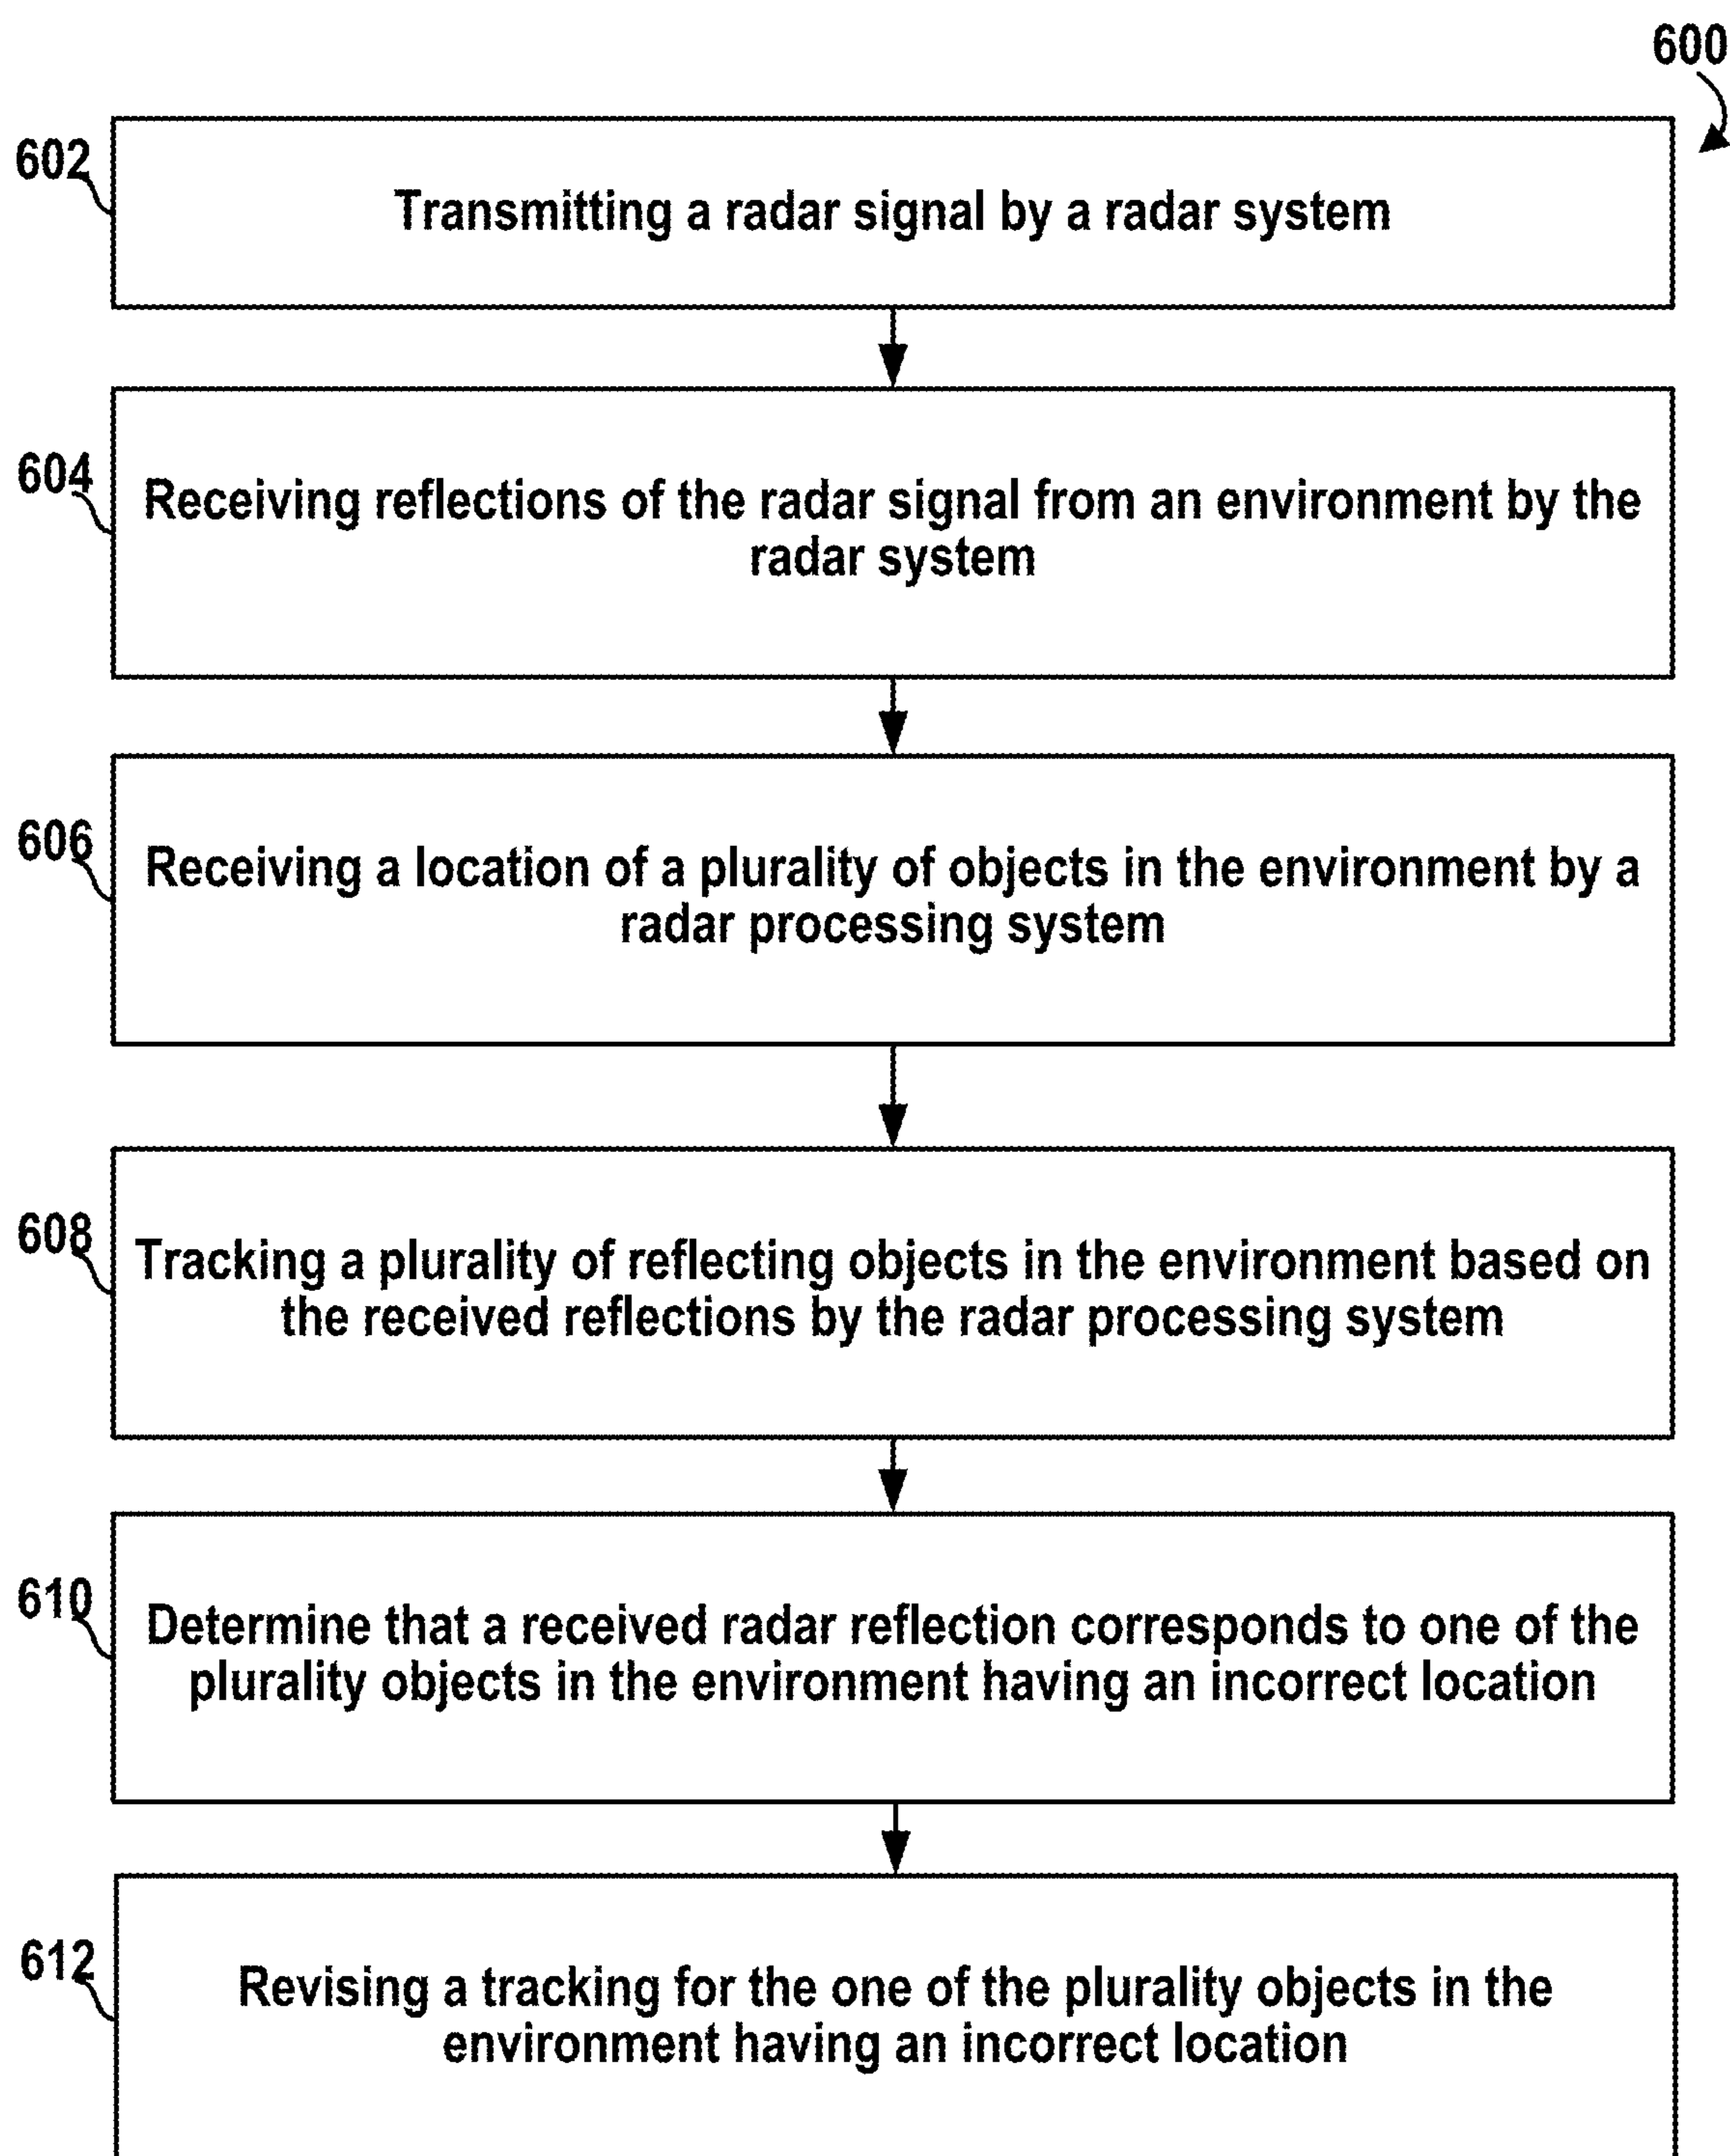 600
602
Transmitting a radar signal by a radar system
604
Receiving reflections of the radar signal from an environment by the
radar system
606
Receiving a location of a plurality of objects in the environment by a
radar processing system
608
Tracking a plurality of reflecting objects in the environment based on
the received reflections by the radar processing system
610
Determine that a received radar reflection corresponds to one of the
plurality objects in the environment having an incorrect location
612
Revising a tracking for the one of the plurality objects in the
environment having an incorrect location